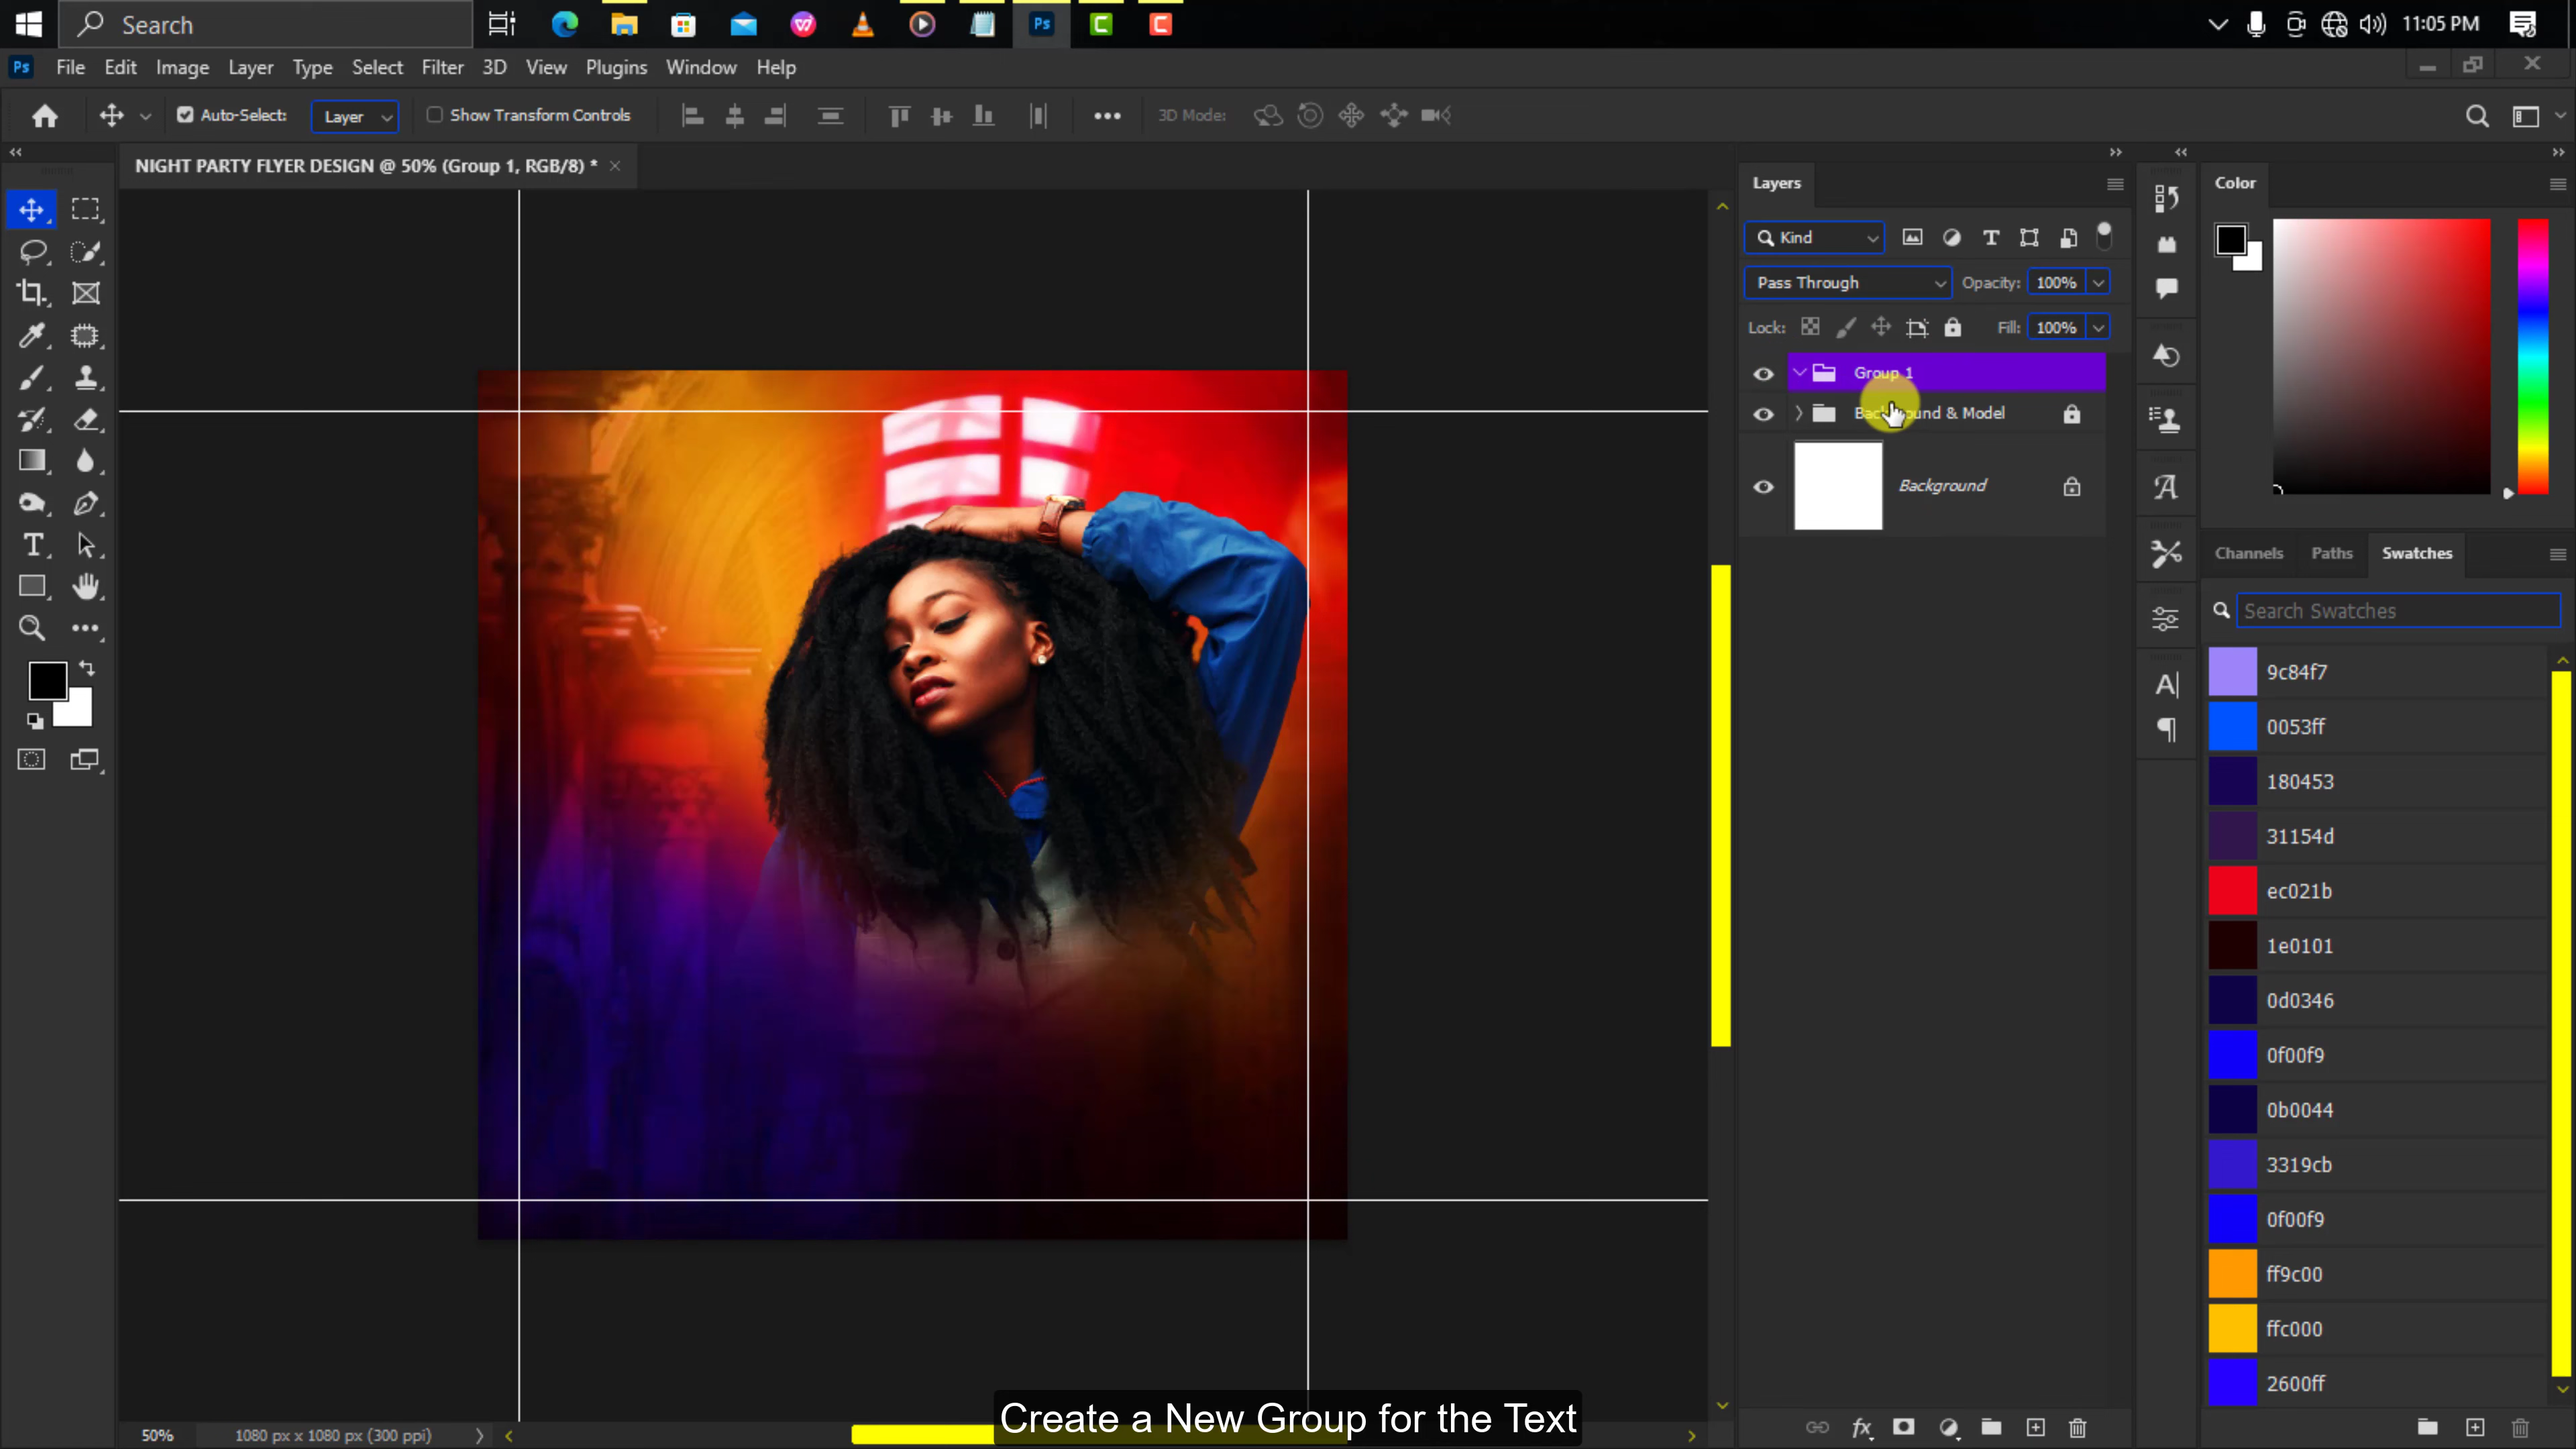 Search
11:05 PM
Ps File Edit Image Layer Type Select Filter 3D View Plugins Window Help
Auto-Select: Layer Show Transform Controls 3D Mode:
NIGHT PARTY FLYER DESIGN @ 50% (Group 1, RGB/8) *
Layers
Kind
Pass Through Opacity: 100%
Lock: Fill: 100%
Group 1
Background & Model
Background
Color
Channels Paths Swatches
Search Swatches
9c84f7
0053ff
180453
31154d
ec021b
1e0101
0d0346
0f00f9
0b0044
3319cb
0f00f9
ff9c00
ffc000
2600ff
50% 1080 px x 1080 px (300 ppi)
Create a New Group for the Text